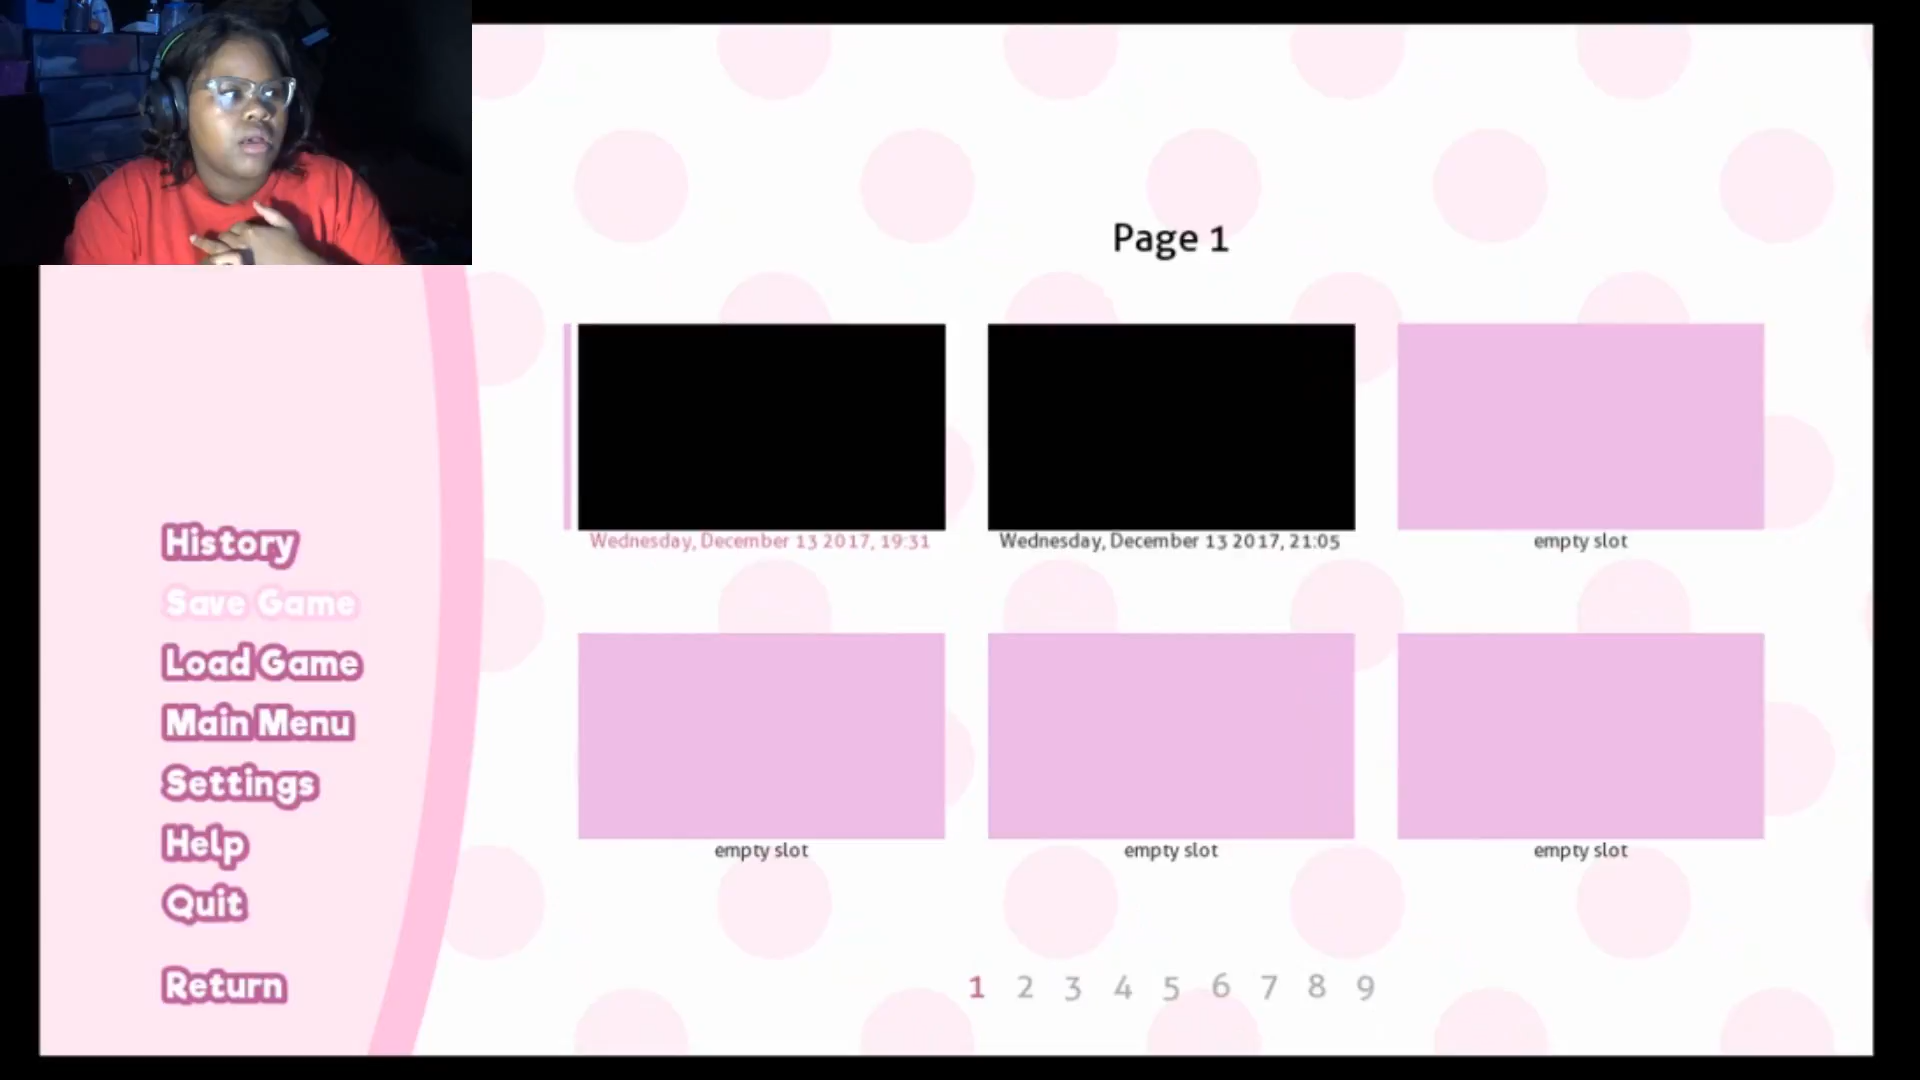 Page 1
Wednesday, December 13 2017, 19:31
Wednesday, December 13 2017, 21:05
empty slot
History
Save Game
Load Game
Main Menu
Settings
Help
Quit
Return
empty slot
empty slot
empty slot
1 2 3 4 5 6 7 8 9